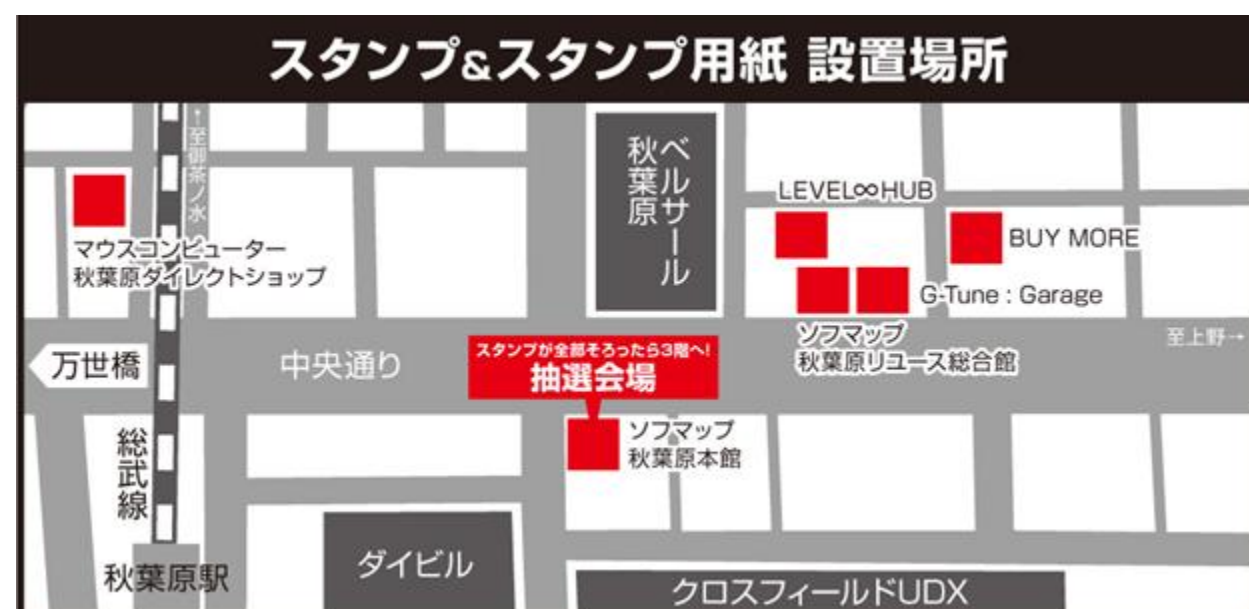 スタンプ&スタンプ用紙 設置場所
↑至御茶ノ水
ベルサール
秋葉原
LEVEL∞HUB
BUY MORE
マウスコンピューター
秋葉原ダイレクトショップ
G-Tune : Garage
ソフマップ
秋葉原リユース総合館
至上野→
万世橋
中央通り
スタンプが全部そろったら3階へ!
抽選会場
ソフマップ
秋葉原本館
総武線
秋葉原駅
ダイビル
クロスフィールドUDX